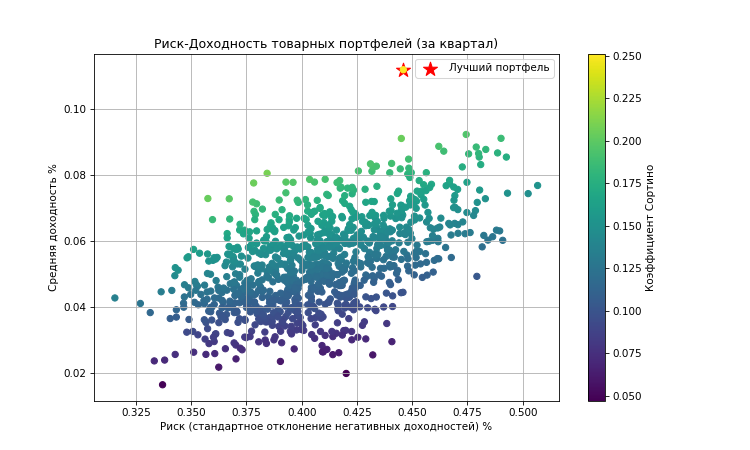 Риск-Доходность товарных портфелей (за квартал)
Лучший портфель
Средняя доходность %
0.10
0.08
0.06
0.04
0.02
0.325 0.350 0.375 0.400 0.425 0.450 0.475 0.500
Риск (стандартное отклонение негативных доходностей) %
0.250
0.225
0.200
0.175
0.150
0.125
0.100
0.075
0.050
Коэффициент Сортино